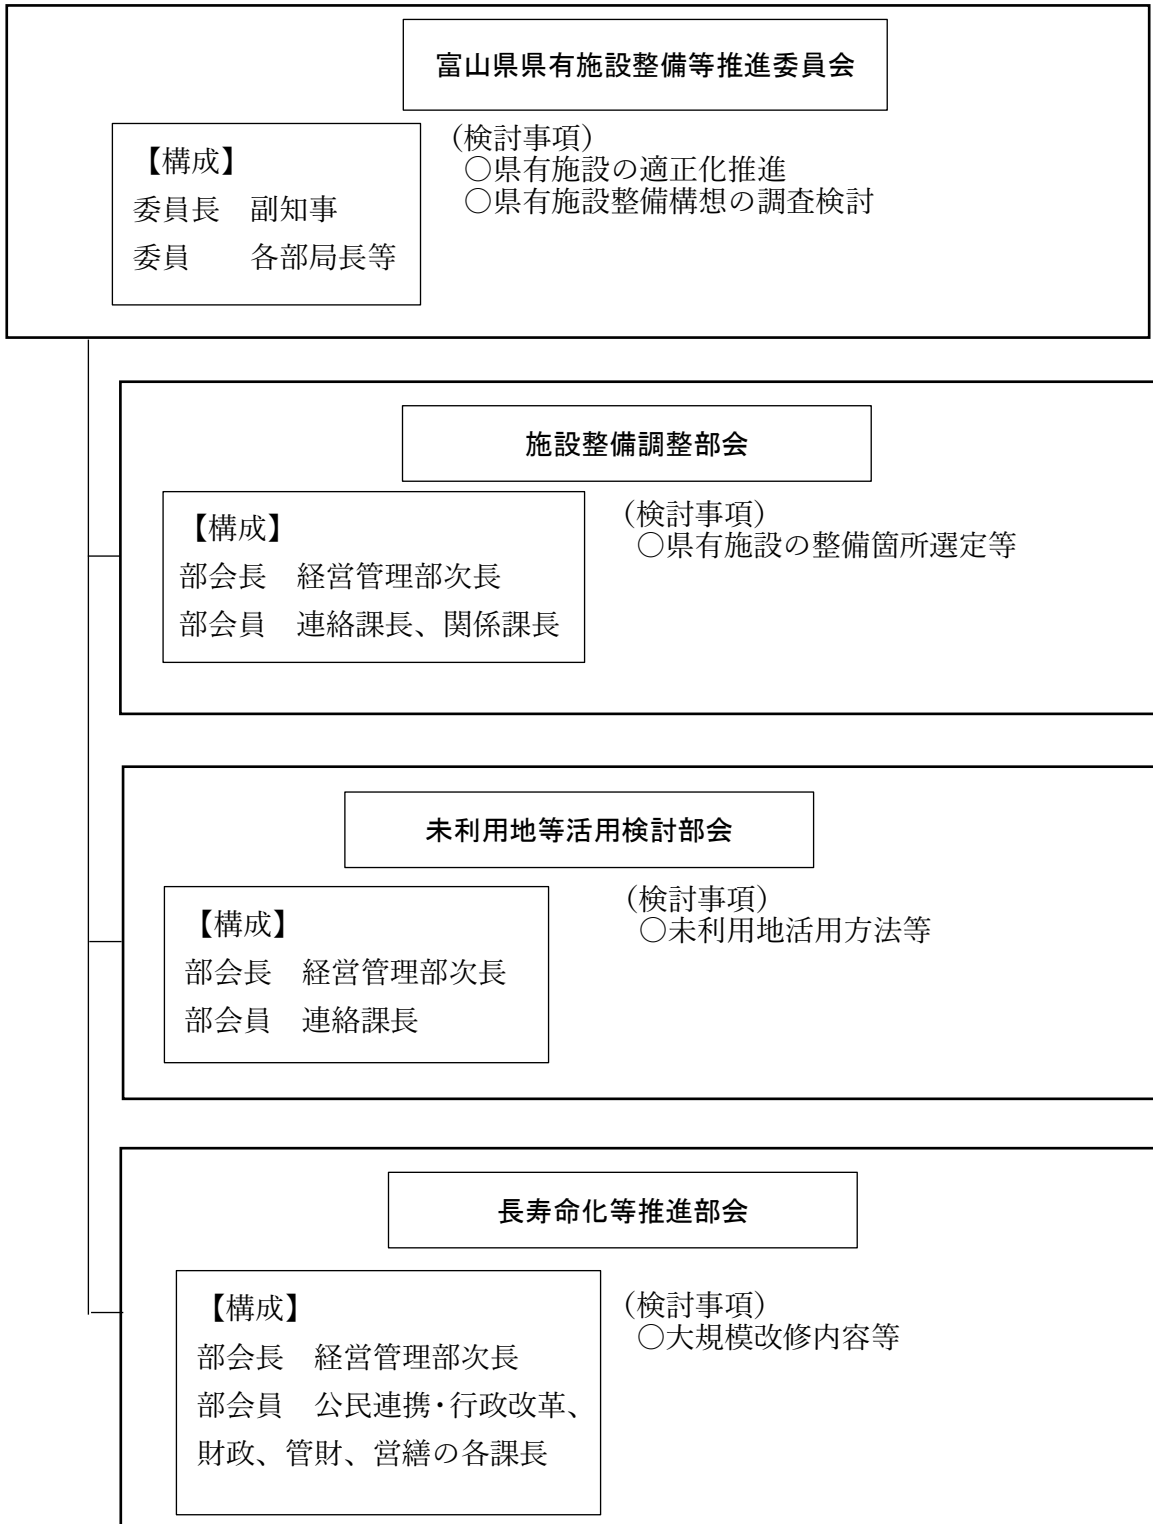 富山県県有施設整備等推進委員会
【構成】
委員長　副知事
委員　　各部局長等
(検討事項)
○県有施設の適正化推進
○県有施設整備構想の調査検討
施設整備調整部会
【構成】
部会長　経営管理部次長
部会員　連絡課長、関係課長
(検討事項)
○県有施設の整備箇所選定等
未利用地等活用検討部会
【構成】
部会長　経営管理部次長
部会員　連絡課長
(検討事項)
○未利用地活用方法等
長寿命化等推進部会
【構成】
部会長　経営管理部次長
部会員　公民連携・行政改革、
財政、管財、営繕の各課長
(検討事項)
○大規模改修内容等